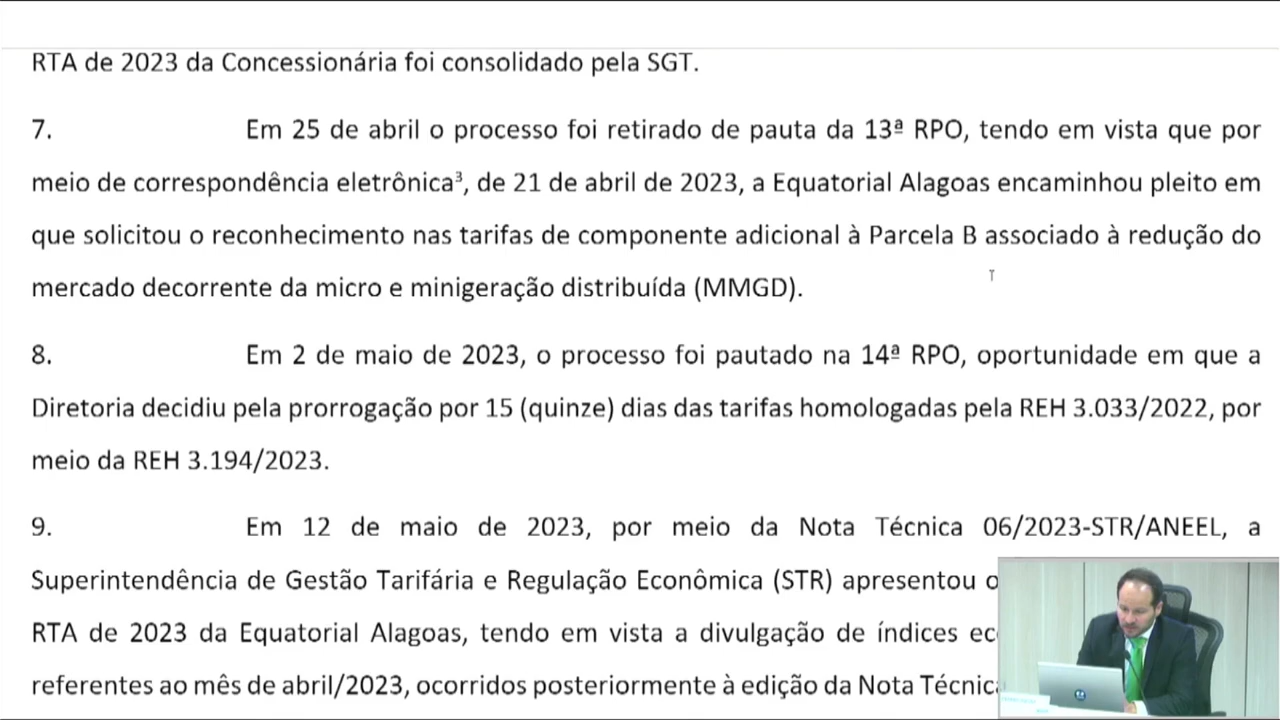 RTA de 2023 da Concessionária foi consolidado pela SGT.
7. Em 25 de abril o processo foi retirado de pauta da 13ª RPO, tendo em vista que por
meio de correspondência eletrônica³, de 21 de abril de 2023, a Equatorial Alagoas encaminhou pleito em
que solicitou o reconhecimento nas tarifas de componente adicional à Parcela B associado à redução do
mercado decorrente da micro e minigeração distribuída (MMGD).
8. Em 2 de maio de 2023, o processo foi pautado na 14ª RPO, oportunidade em que a
Diretoria decidiu pela prorrogação por 15 (quinze) dias das tarifas homologadas pela REH 3.033/2022, por
meio da REH 3.194/2023.
9. Em 12 de maio de 2023, por meio da Nota Técnica 06/2023-STR/ANEEL, a
Superintendência de Gestão Tarifária e Regulação Econômica (STR) apresentou o
RTA de 2023 da Equatorial Alagoas, tendo em vista a divulgação de índices
referentes ao mês de abril/2023, ocorridos posteriormente à edição da Nota